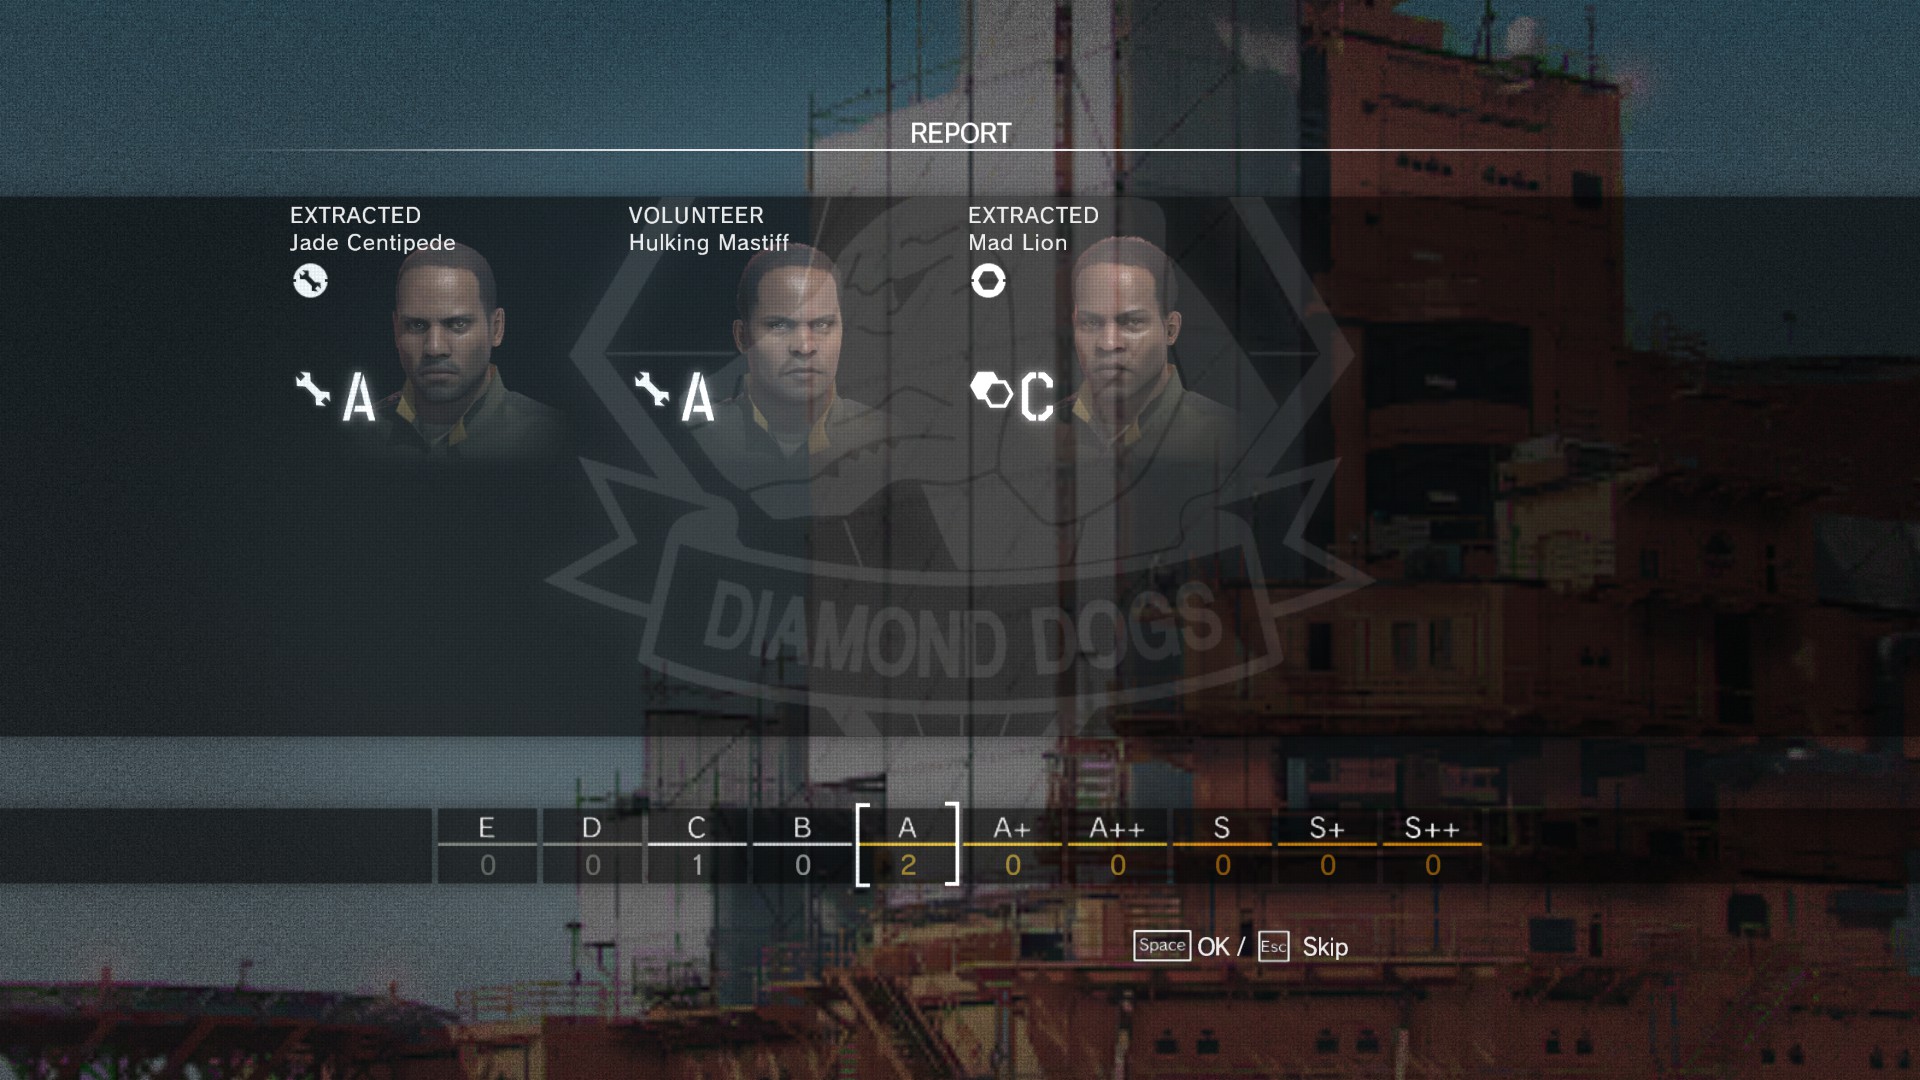 REPORT
EXTRACTED
Jade Centipede
A
VOLUNTEER
Hulking Mastiff
A
EXTRACTED
Mad Lion
C
DIAMOND DOGS
E D C B A A+ A++ S S+ S++
0 0 1 0 2 0 0 0 0 0
Space OK / Esc Skip